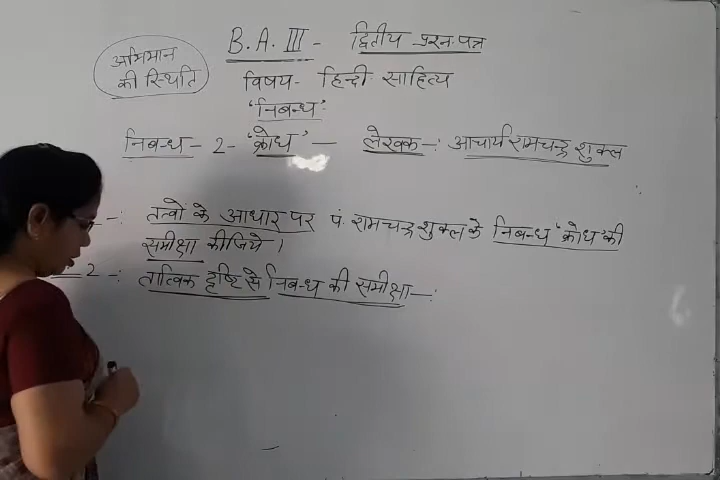 अभिमान
की स्थिति
B.A. III - द्वितीय प्रश्न-पत्र
विषय- हिन्दी साहित्य
'निबन्ध'
निबन्ध - 2 - 'क्रोध' - लेखक -: आचार्य रामचन्द्र शुक्ल
-: तत्वों के आधार पर पं. रामचन्द्र शुक्ल के निबन्ध 'क्रोध' की
समीक्षा कीजिये।
2 -: तात्विक दृष्टि से निबन्ध की समीक्षा -: